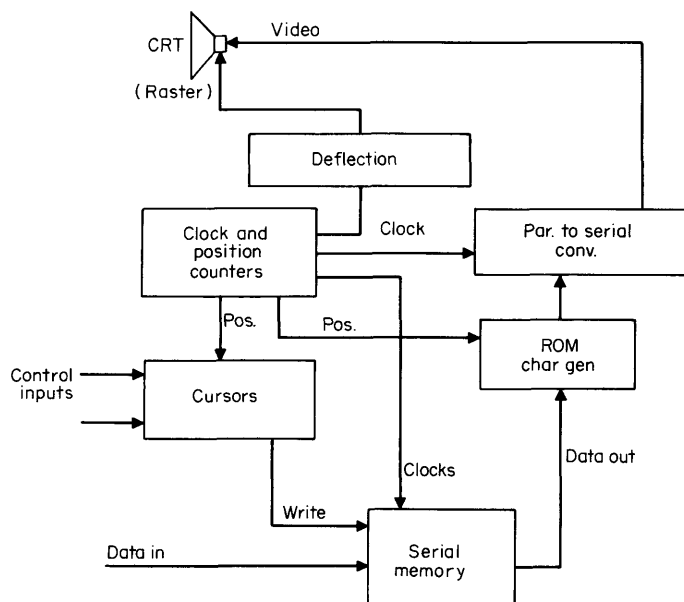 Video
CRT
(Raster)
Deflection
Clock and
position
counters
Clock
Par. to serial
conv.
Pos.
Pos.
ROM
char gen
Control
inputs
Cursors
Clocks
Data out
Write
Data in
Serial
memory